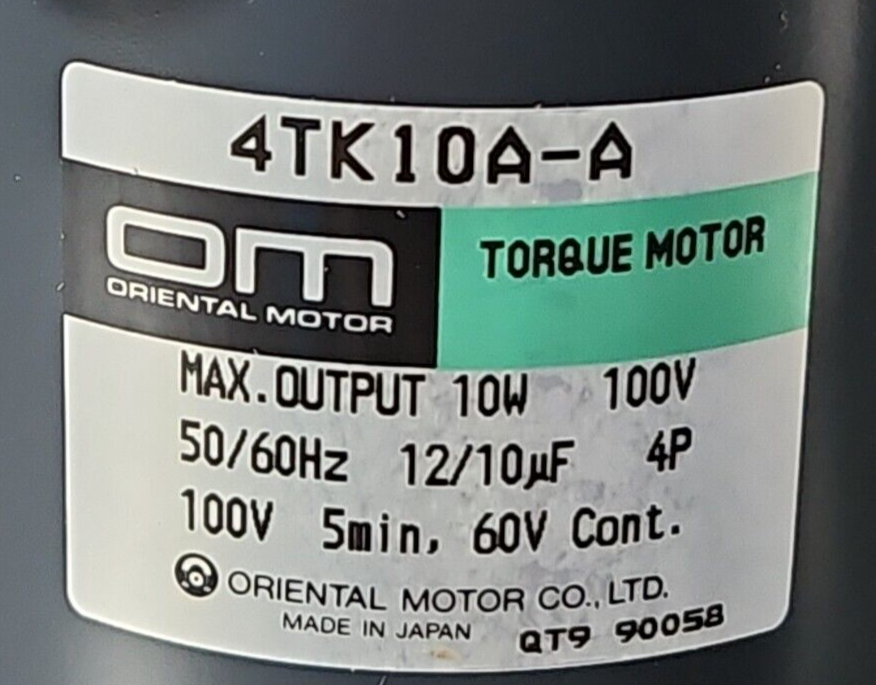 4TK10A-A
om
ORIENTAL MOTOR
TORQUE MOTOR
MAX.OUTPUT 10W 100V
50/60Hz 12/10µF 4P
100V 5min, 60V Cont.
ORIENTAL MOTOR CO.,LTD.
MADE IN JAPAN QT9 90058